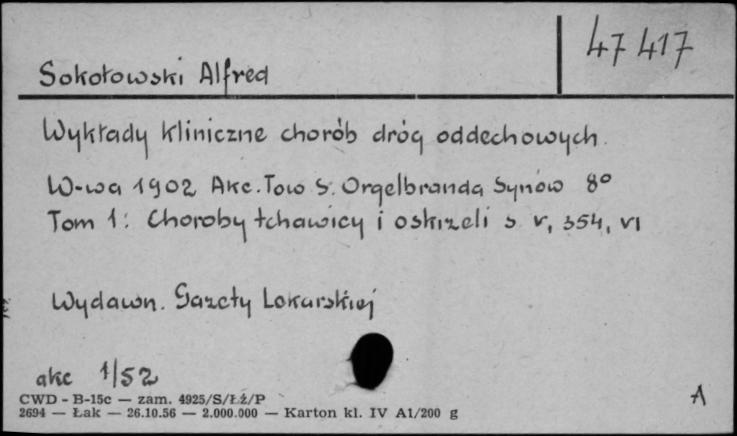 47 417
Sokołowski Alfred
Wykłady kliniczne chorób dróg oddechowych.
W-wa 1902 Akc. Tow S. Orgelbranda Synów 8°
Tom 1: Choroby tchawicy i oskrzeli s. V, 354, VI
Wydawn. Gazety Lekarskiej
akc 1/52
CWD - B-15c — zam. 4925/S/Łż/P
A
2694 — Łak — 26.10.56 — 2.000.000 — Karton kl. IV A1/200 g